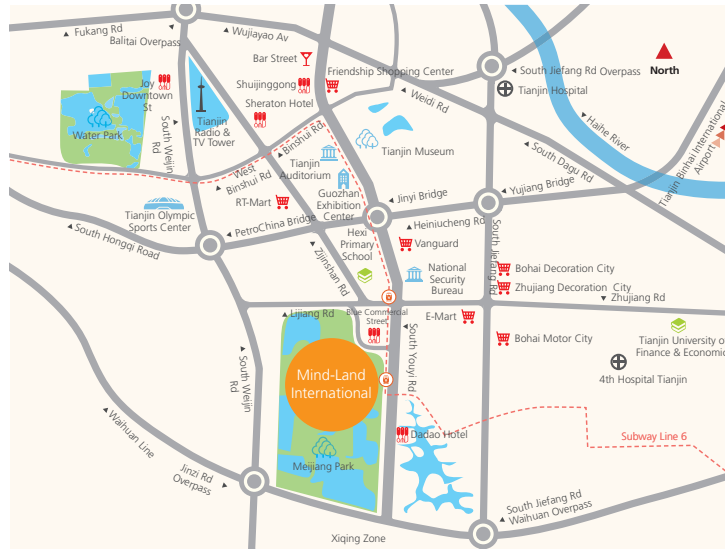 Fukang Rd
Balitai Overpass
Wujiayao Av
Bar Street
Friendship Shopping Center
South Jiefang Rd Overpass
North
Joy
Downtown
St
Shuijinggong
Sheraton Hotel
Tianjin Hospital
Weidi Rd
Haihe River
Water Park
South Weijin
Rd
Tianjin
Radio &
TV Tower
Binshui Rd
Tianjin Museum
South Dagu Rd
Tianjin Binhai International
Airport
West
Binshui Rd
Tianjin
Auditorium
Guozhan
Exhibition
Center
Jinyi Bridge
Yujiang Bridge
RT-Mart
Tianjin Olympic
Sports Center
PetroChina Bridge
Heiniucheng Rd
South Jiefang
Rd
South Hongqi Road
Hexi
Primary
School
Vanguard
Zijinshan Rd
National
Security
Bureau
Bohai Decoration City
Zhujiang Decoration City
Zhujiang Rd
Lijiang Rd
Blue Commercial
Street
E-Mart
South Youyi Rd
Bohai Motor City
Tianjin University o
Finance & Economic
4th Hospital Tianjin
South Weijin
Rd
Mind-Land
International
Waihuan Line
Dadao Hotel
Subway Line 6
Meijiang Park
Jinzi Rd
Overpass
South Jiefang Rd
Waihuan Overpass
Xiqing Zone